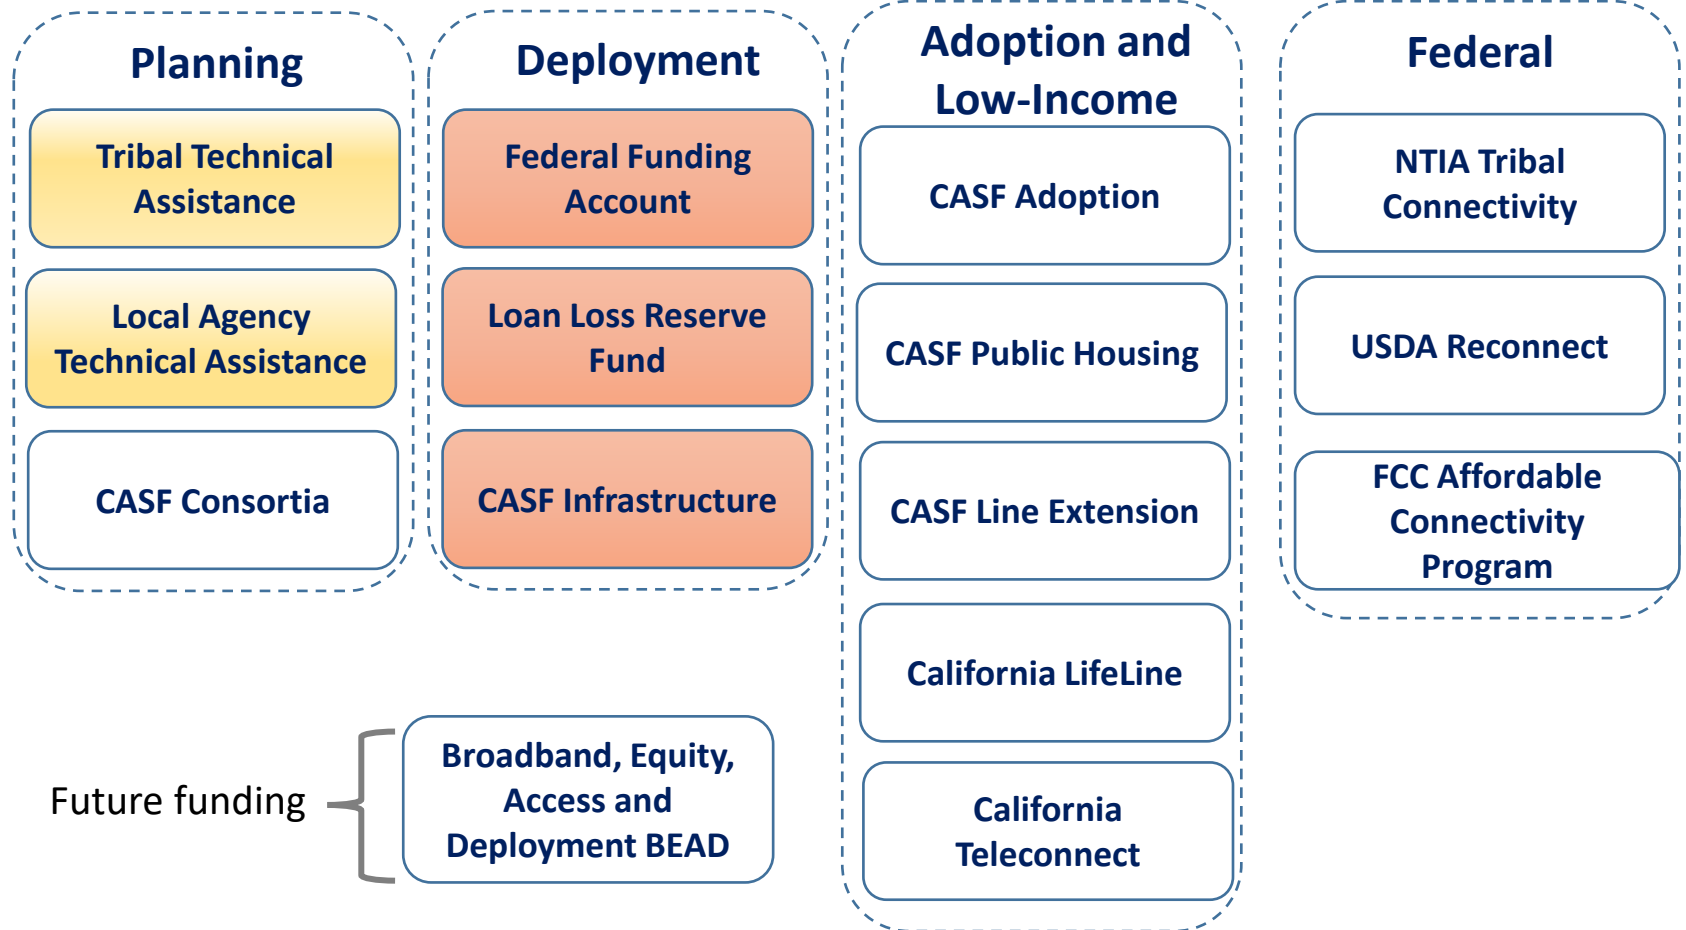 Planning
Tribal Technical
Assistance
Local Agency
Technical Assistance
CASF Consortia
Deployment
Federal Funding
Account
Loan Loss Reserve
Fund
CASF Infrastructure
Adoption and
Low-Income
CASF Adoption
CASF Public Housing
CASF Line Extension
California LifeLine
California
Teleconnect
Federal
NTIA Tribal
Connectivity
USDA Reconnect
FCC Affordable
Connectivity
Program
Future funding
Broadband, Equity,
Access and
Deployment BEAD